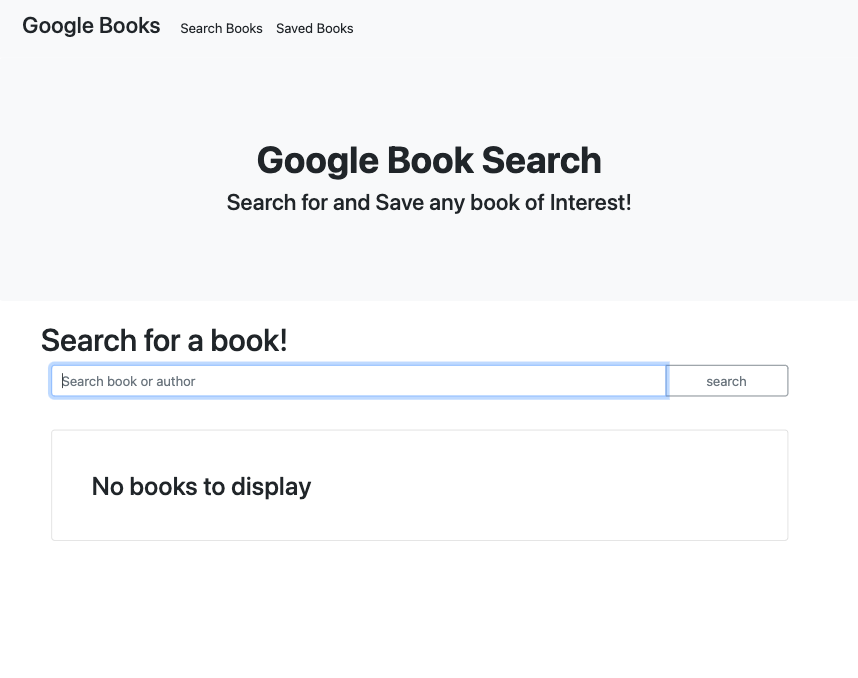 Google Books Search Books Saved Books
Google Book Search
Search for and Save any book of Interest!
Search for a book!
Search book or author search
No books to display